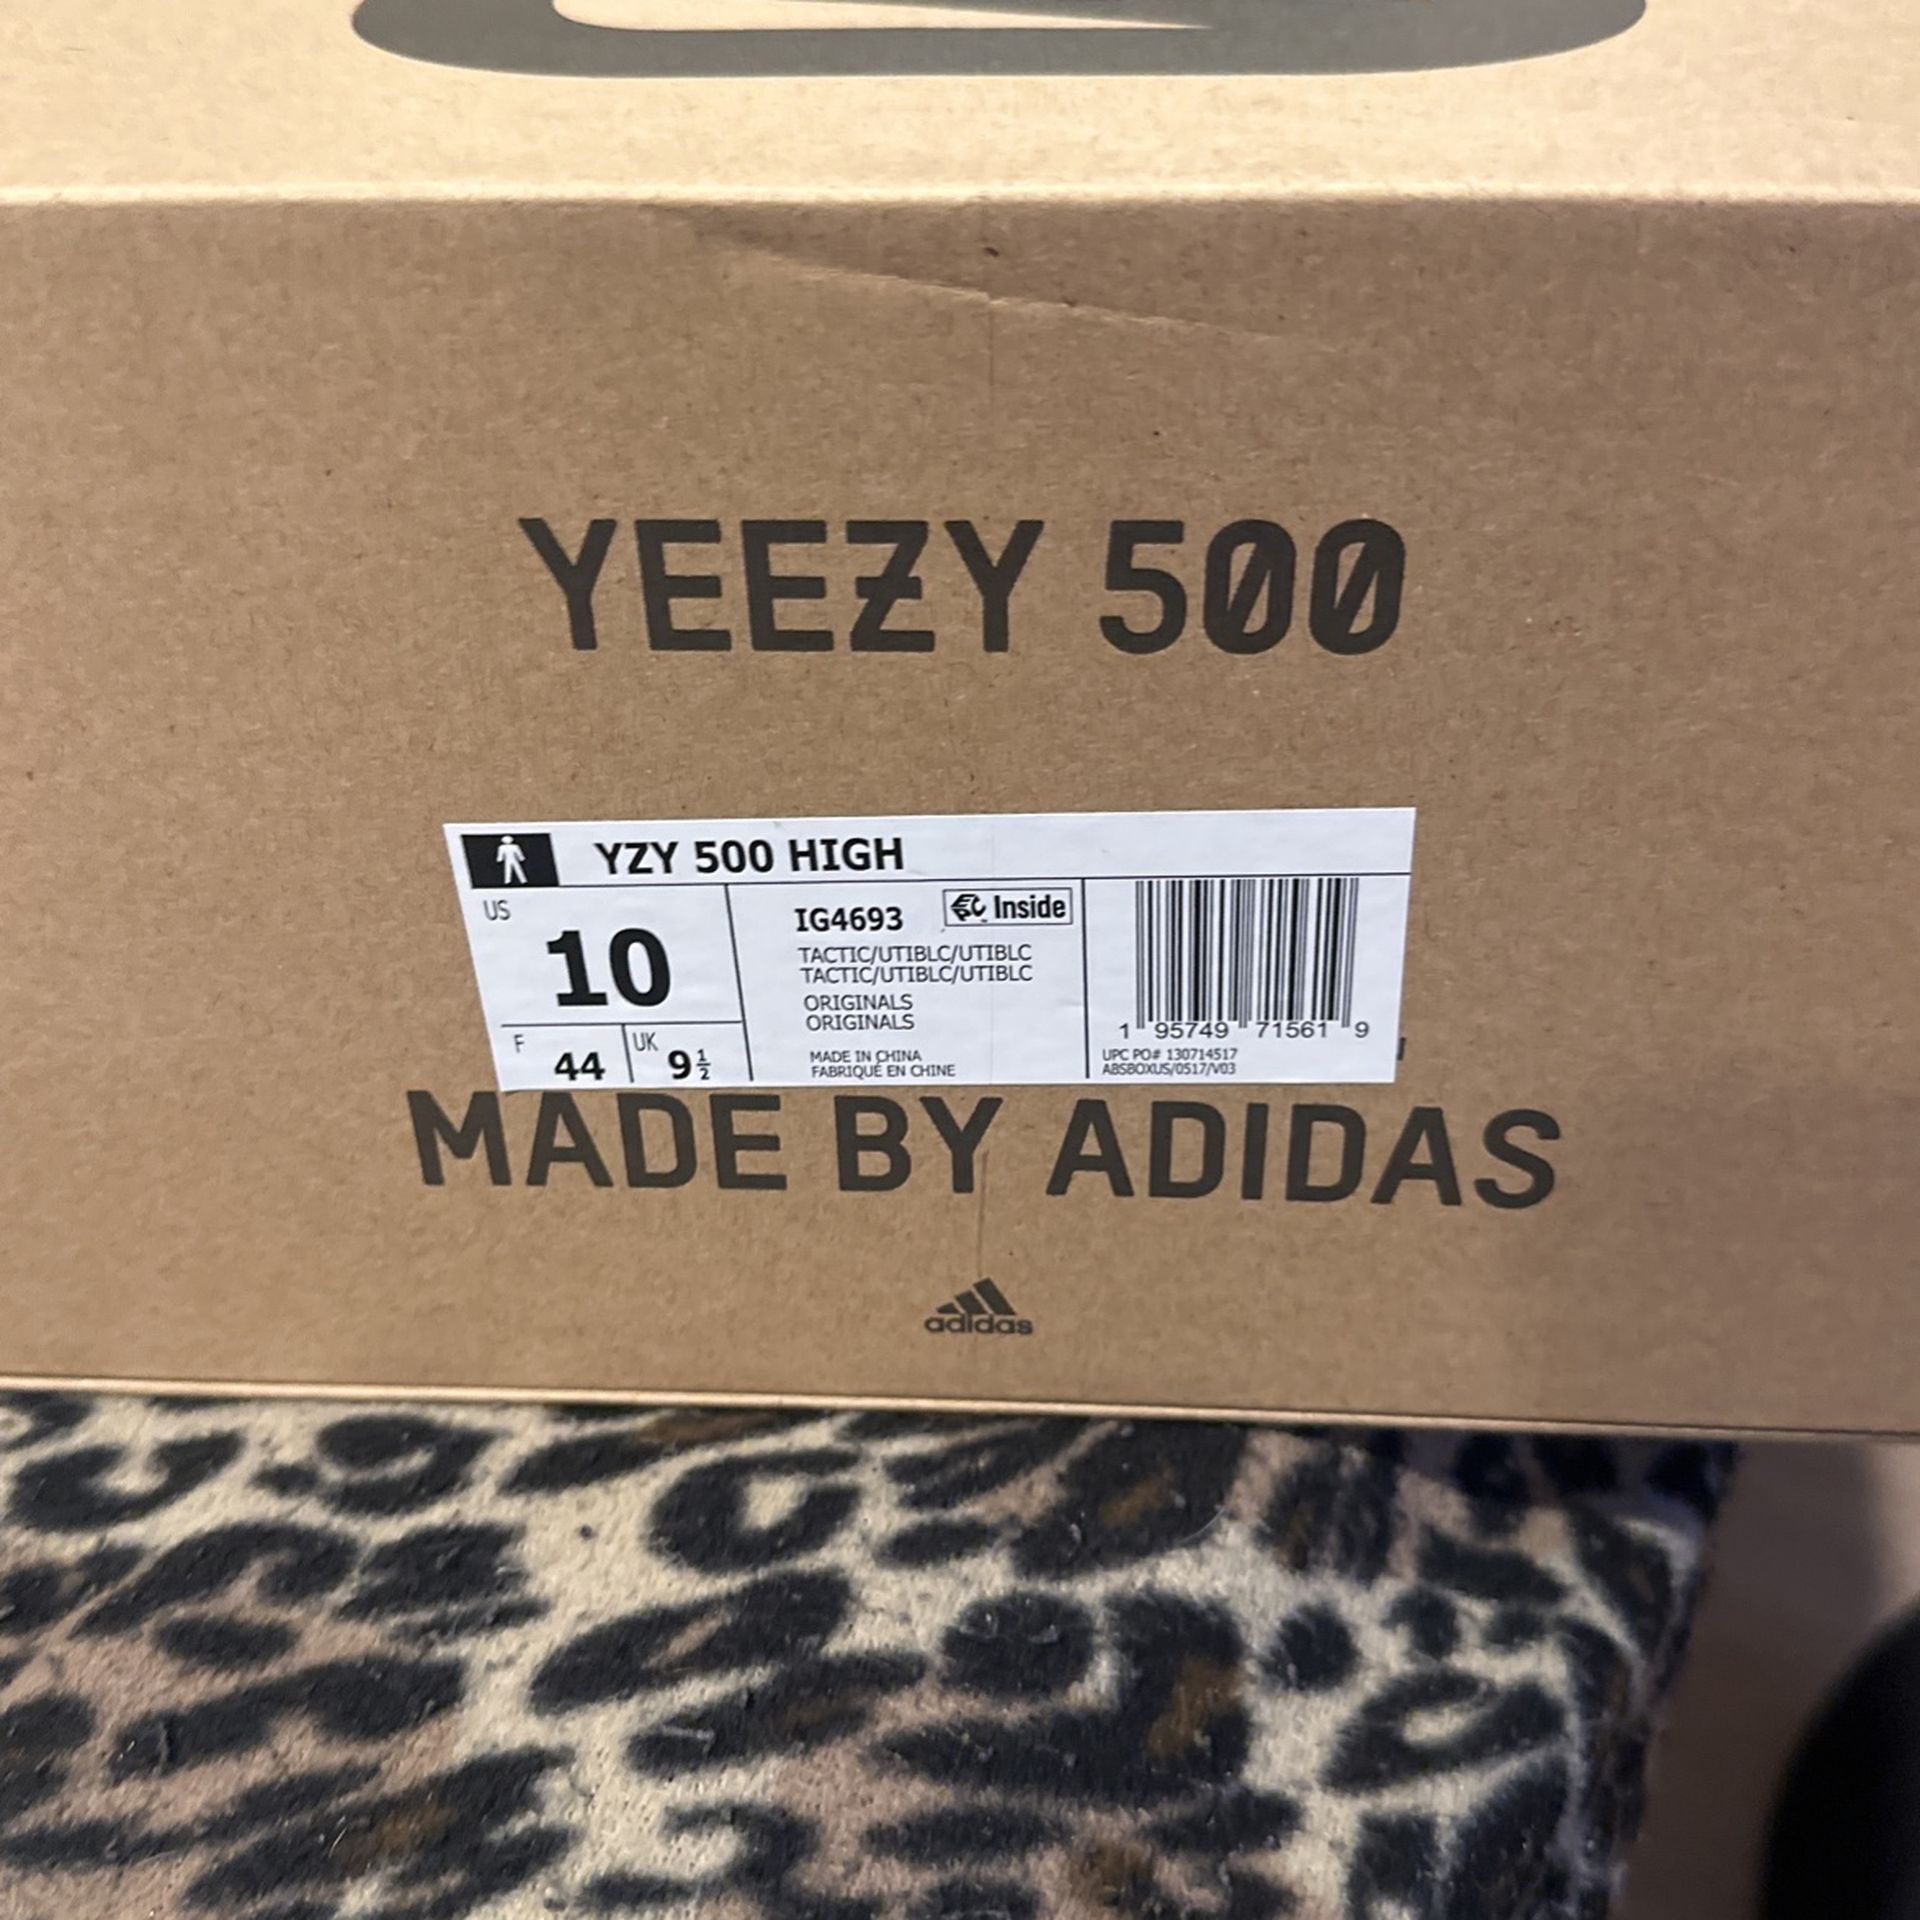 YEEZY 500
YZY 500 HIGH
US
10
F
44
UK
9½
IG4693
Inside
TACTIC/UTIBLC/UTIBLC
TACTIC/UTIBLC/UTIBLC
ORIGINALS
ORIGINALS
MADE IN CHINA
FABRIQUÉ EN CHINE
1 95749 71561 9
UPC PO# 130714517
ABSBOXUS/0517/V03
MADE BY ADIDAS
adidas